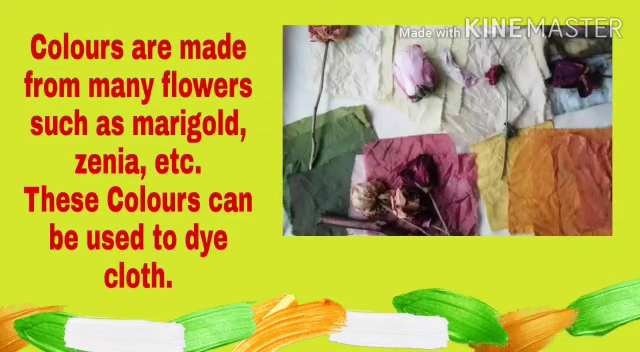 Made with KINEMASTER
Colours are made
from many flowers
such as marigold,
zenia, etc.
These Colours can
be used to dye
cloth.